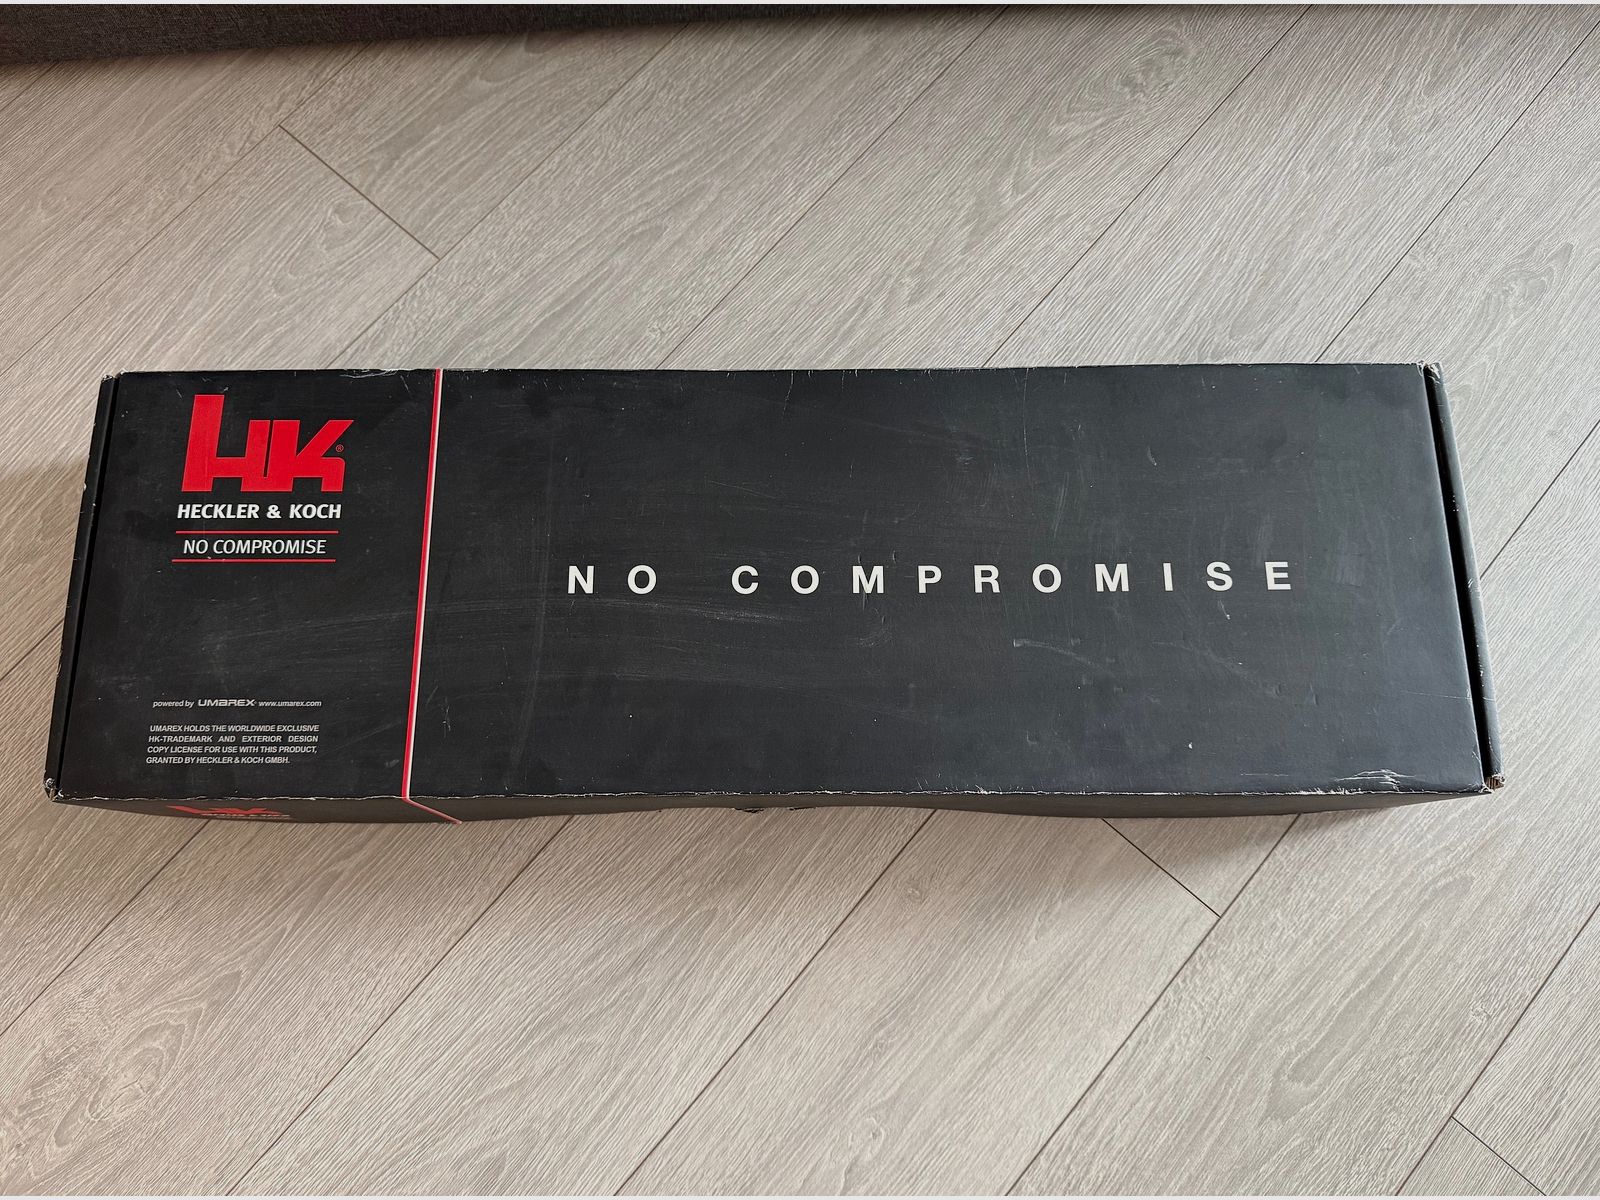 HK®
HECKLER & KOCH
NO COMPROMISE
NO COMPROMISE
powered by UMAREX www.umarex.com
UMAREX HOLDS THE WORLDWIDE EXCLUSIVE
HK-TRADEMARK AND EXTERIOR DESIGN
COPY LICENSE FOR USE WITH THIS PRODUCT,
GRANTED BY HECKLER & KOCH GMBH.